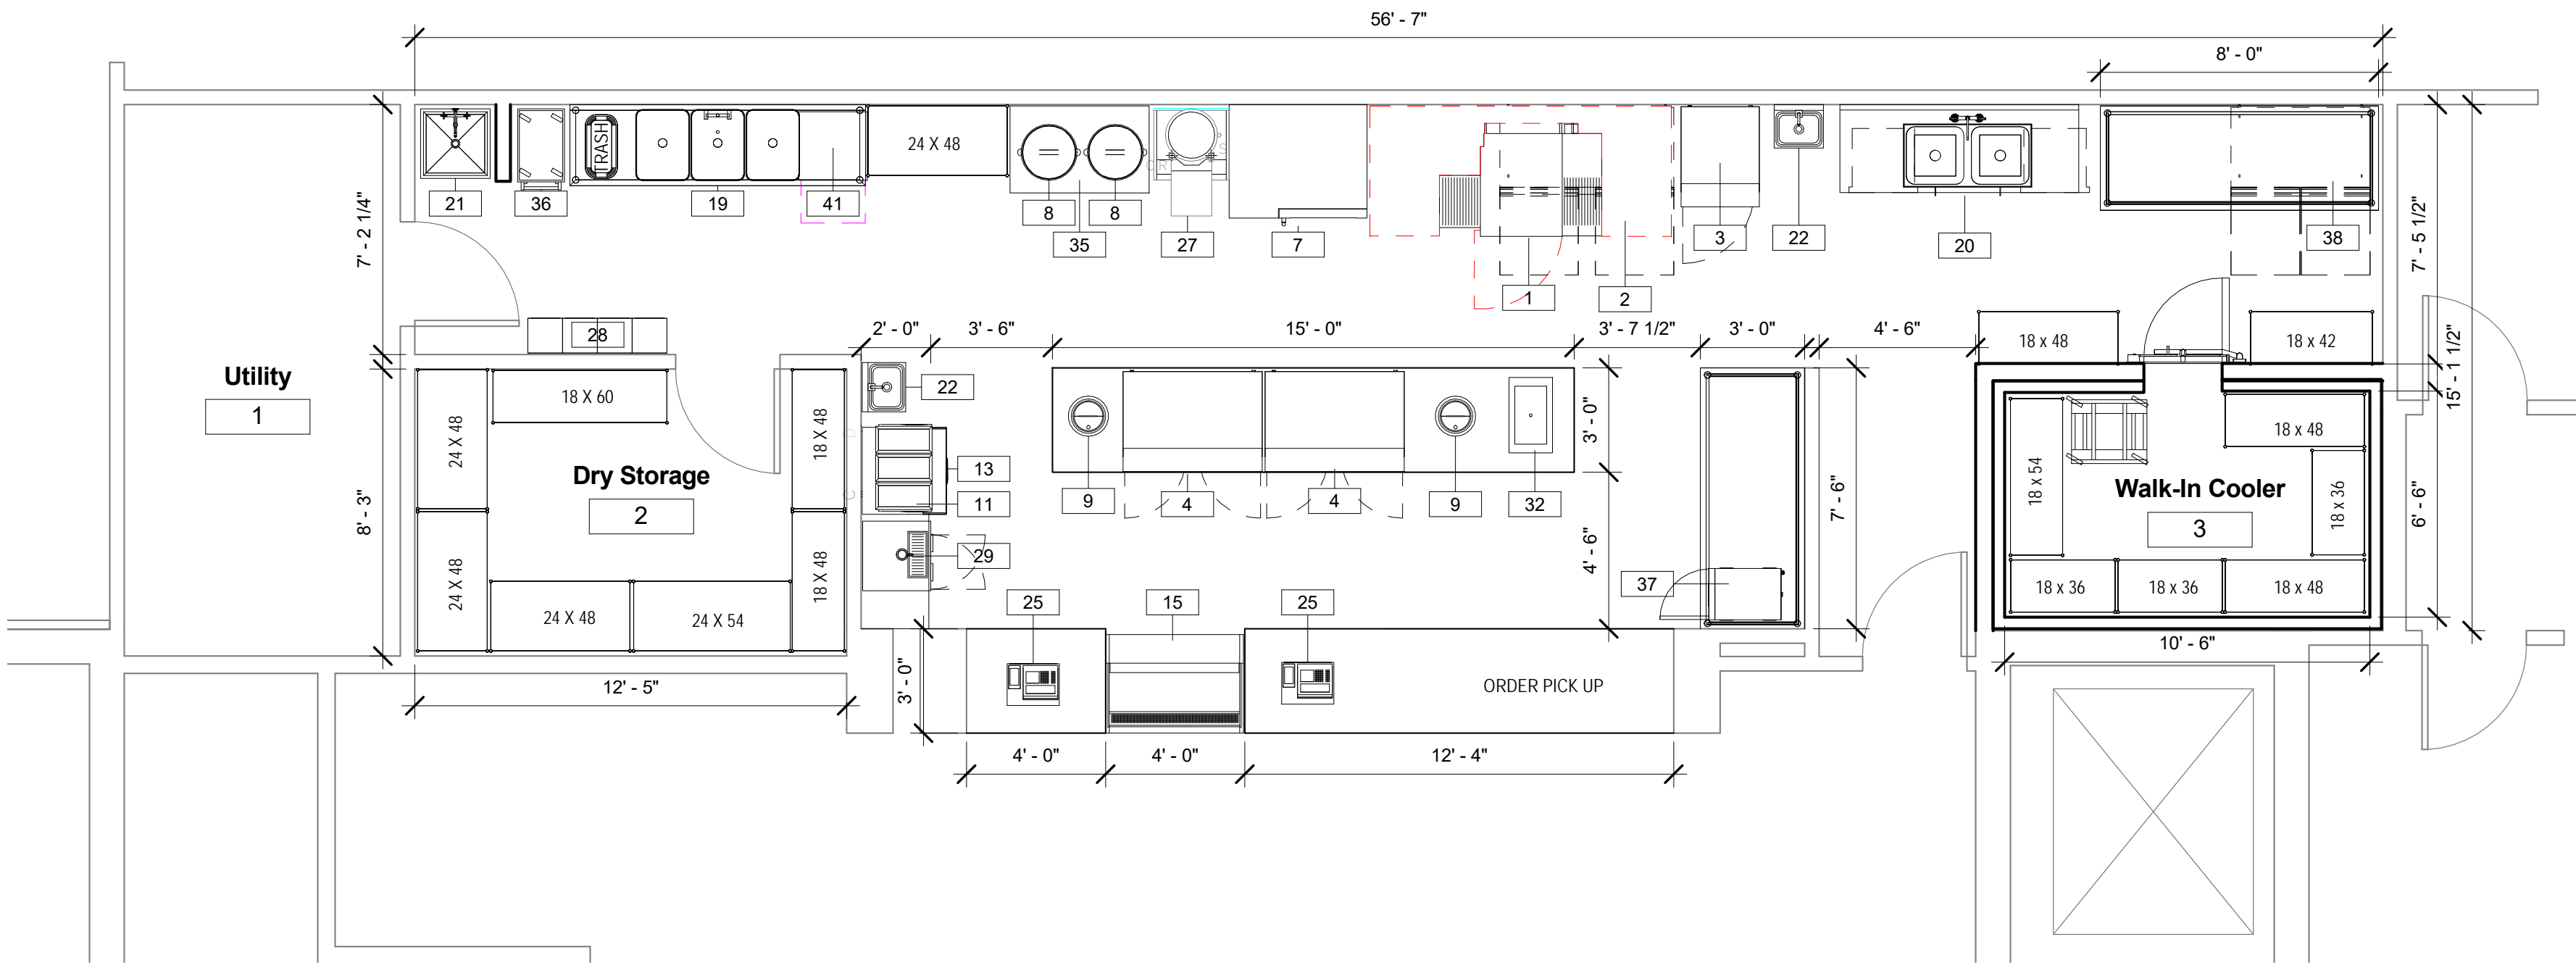 56' - 7"
8' - 0"
TRASH
24 X 48
21
36
19
41
8
8
35
27
7
1
2
3
22
20
38
7' - 2 1/4"
7' - 5 1/2"
15' - 1 1/2"
28
2' - 0"
3' - 6"
15' - 0"
3' - 7 1/2"
3' - 0"
4' - 6"
18 x 48
18 x 42
Utility
1
18 X 60
24 X 48
18 X 48
Dry Storage
2
24 X 48
24 X 48
24 X 54
18 X 48
8' - 3"
12' - 5"
22
13
11
29
9
4
4
9
32
3' - 0"
4' - 6"
7' - 6"
37
25
15
25
3' - 0"
ORDER PICK UP
4' - 0"
4' - 0"
12' - 4"
18 x 54
18 x 48
Walk-In Cooler
3
18 x 36
18 x 36
18 x 36
18 x 48
6' - 6"
10' - 6"